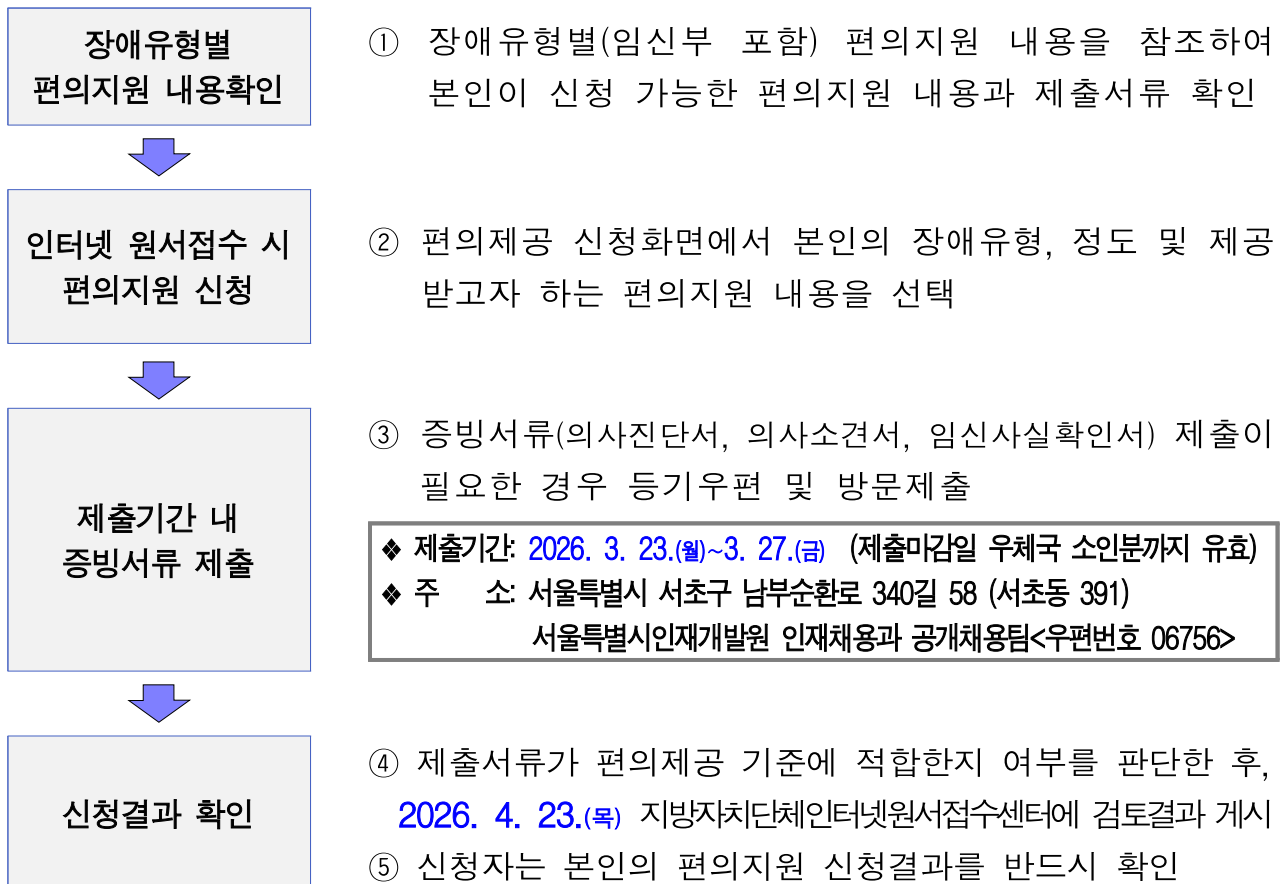 장애유형별
편의지원 내용확인
① 장애유형별(임신부 포함) 편의지원 내용을 참조하여
본인이 신청 가능한 편의지원 내용과 제출서류 확인
인터넷 원서접수 시
편의지원 신청
② 편의제공 신청화면에서 본인의 장애유형, 정도 및 제공
받고자 하는 편의지원 내용을 선택
제출기간 내
증빙서류 제출
③ 증빙서류(의사진단서, 의사소견서, 임신사실확인서) 제출이
필요한 경우 등기우편 및 방문제출
❖ 제출기간: 2026. 3. 23.(월)~3. 27.(금) (제출마감일 우체국 소인분까지 유효)
❖ 주 소: 서울특별시 서초구 남부순환로 340길 58 (서초동 391)
서울특별시인재개발원 인재채용과 공개채용팀<우편번호 06756>
신청결과 확인
④ 제출서류가 편의제공 기준에 적합한지 여부를 판단한 후,
2026. 4. 23.(목) 지방자치단체인터넷원서접수센터에 검토결과 게시
⑤ 신청자는 본인의 편의지원 신청결과를 반드시 확인